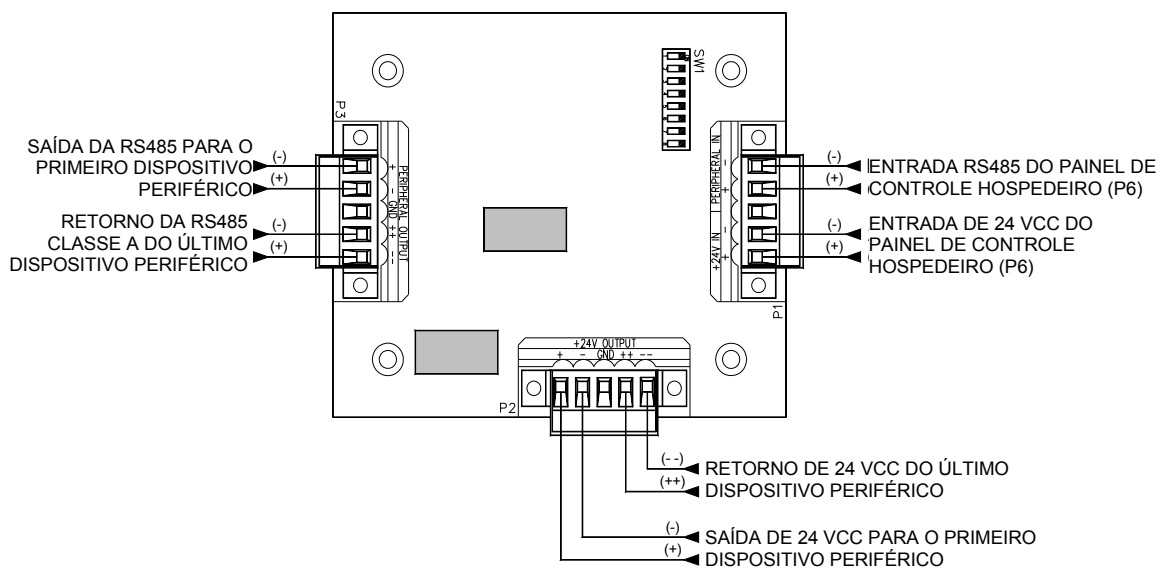 SW1
P3
SAÍDA DA RS485 PARA O
PRIMEIRO DISPOSITIVO
PERIFÉRICO
(-)
(+)
RETORNO DA RS485
CLASSE A DO ÚLTIMO
DISPOSITIVO PERIFÉRICO
(-)
(+)
PERIPHERAL OUTPUT
+ - GND ++ --
PERIPHERAL IN
- +
+24V IN
- +
P1
(-)
(+)
ENTRADA RS485 DO PAINEL DE
CONTROLE HOSPEDEIRO (P6)
(-)
(+)
ENTRADA DE 24 VCC DO
PAINEL DE CONTROLE
HOSPEDEIRO (P6)
+24V OUTPUT
+ - GND ++ --
P2
(--)
(++)
RETORNO DE 24 VCC DO ÚLTIMO
DISPOSITIVO PERIFÉRICO
(-)
(+)
SAÍDA DE 24 VCC PARA O PRIMEIRO
DISPOSITIVO PERIFÉRICO